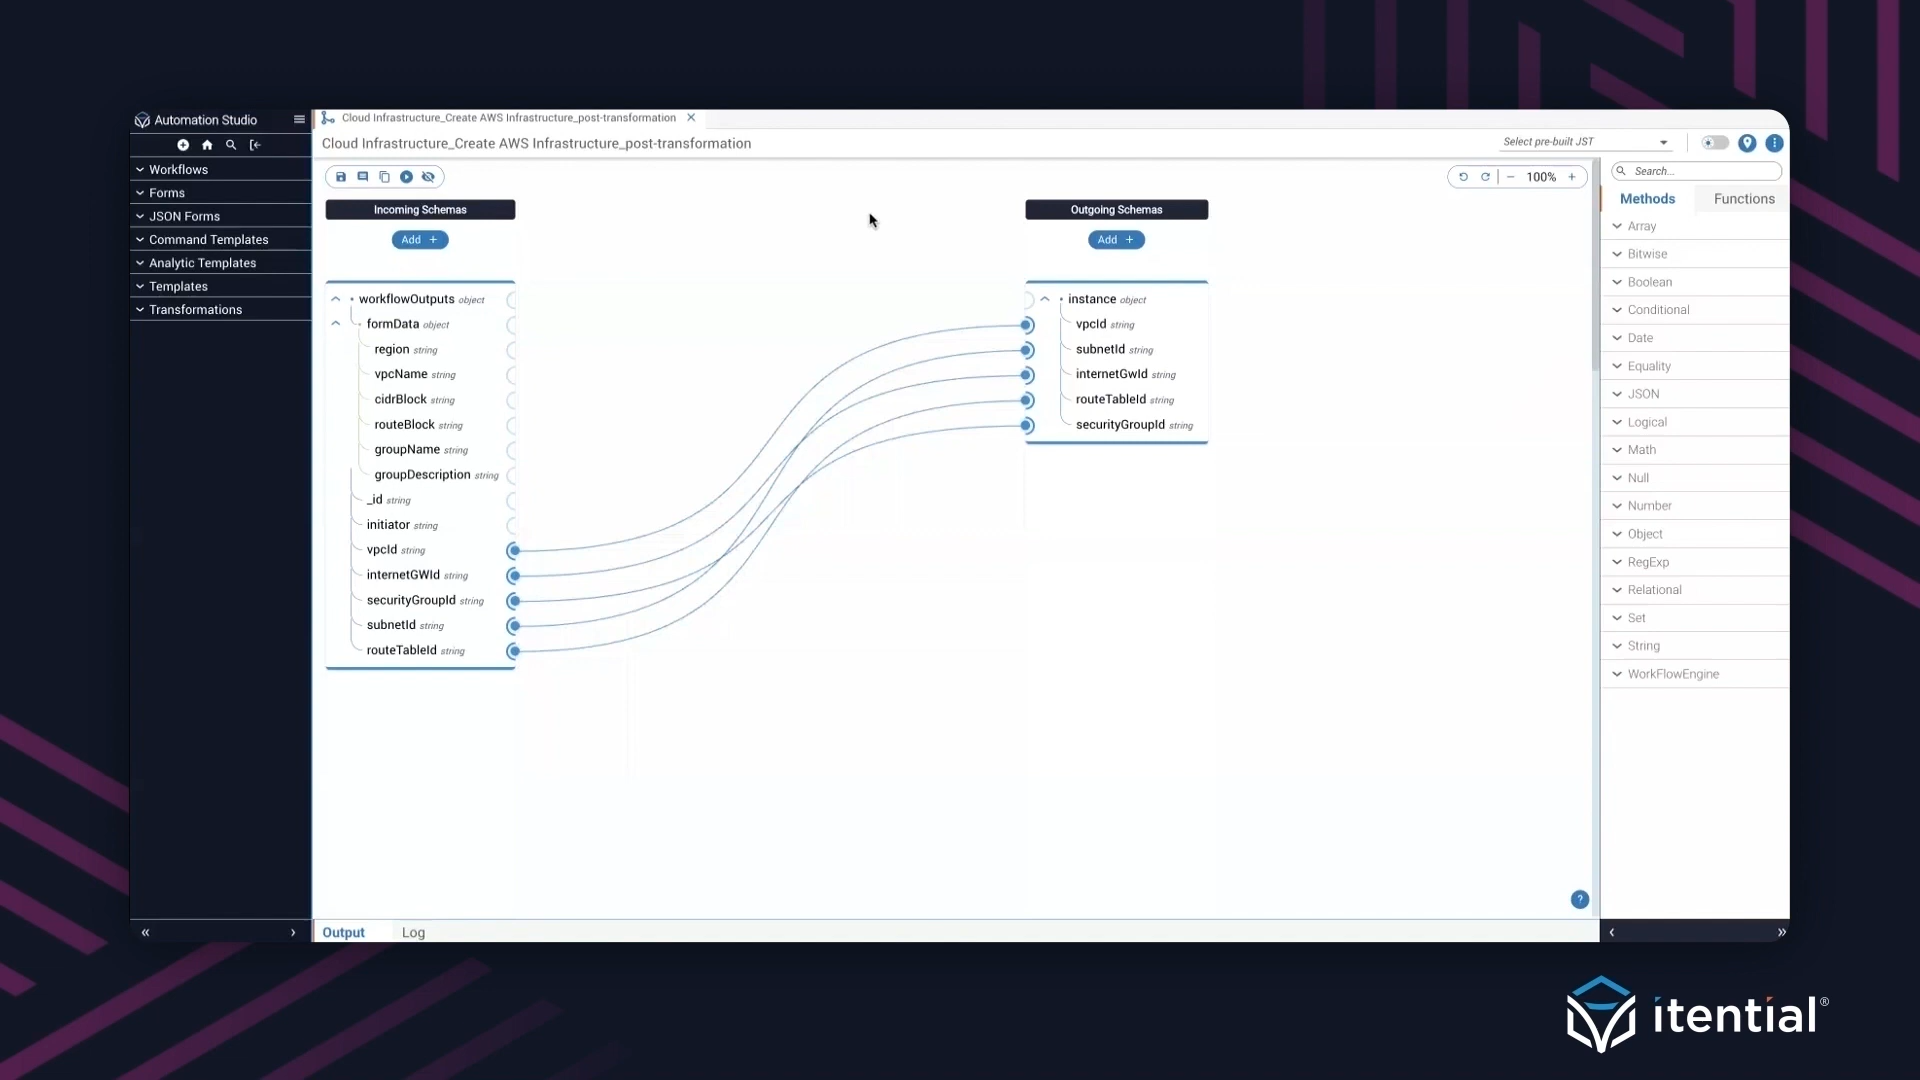 Automation Studio
Workflows
Forms
JSON Forms
Command Templates
Analytic Templates
Templates
Transformations
Cloud Infrastructure_Create AWS Infrastructure_post-transformation
Cloud Infrastructure_Create AWS Infrastructure_post-transformation
Select pre-built JST
100%
Incoming Schemas
Add +
workflowOutputs object
formData object
region string
vpcName string
cidrBlock string
routeBlock string
groupName string
groupDescription string
_id string
initiator string
vpcId string
internetGWId string
securityGroupId string
subnetId string
routeTableId string
Outgoing Schemas
Add +
instance object
vpcId string
subnetId string
internetGwId string
routeTableId string
securityGroupId string
Search...
Methods Functions
Array
Bitwise
Boolean
Conditional
Date
Equality
JSON
Logical
Math
Null
Number
Object
RegExp
Relational
Set
String
WorkFlowEngine
?
Output Log
itential®